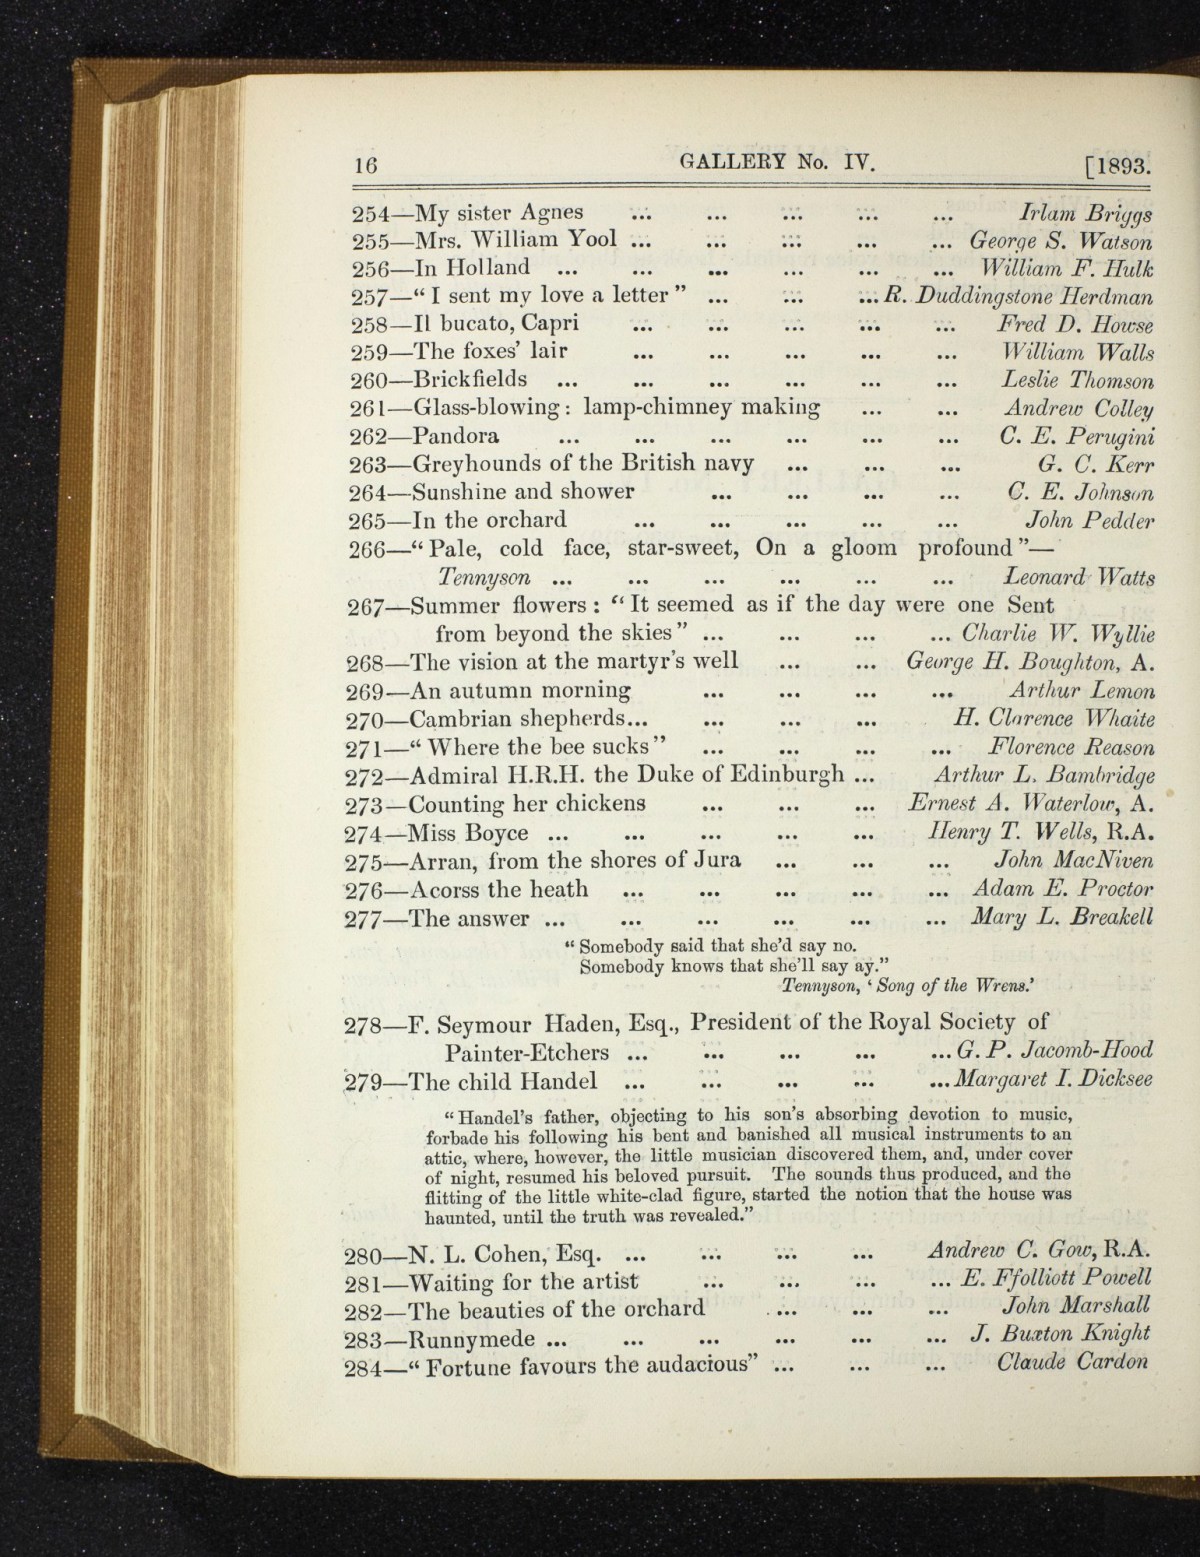 16 GALLERY No. IV. [1893.
254—My sister Agnes ... ... ... ... ... Irlam Briggs
255—Mrs. William Yool ... ... ... ... ... George S. Watson
256—In Holland ... ... ... ... ... ... William F. Hulk
257—“ I sent my love a letter ” ... ... ... R. Duddingstone Herdman
258—Il bucato, Capri ... ... ... ... ... Fred D. Howse
259—The foxes’ lair ... ... ... ... ... William Walls
260—Brickfields ... ... ... ... ... ... Leslie Thomson
261—Glass-blowing : lamp-chimney making ... ... Andrew Colley
262—Pandora ... ... ... ... ... ... C. E. Perugini
263—Greyhounds of the British navy ... ... ... G. C. Kerr
264—Sunshine and shower ... ... ... ... C. E. Johnson
265—In the orchard ... ... ... ... ... John Pedder
266—“ Pale, cold face, star-sweet, On a gloom profound ”—
Tennyson ... ... ... ... ... ... Leonard Watts
267—Summer flowers : “ It seemed as if the day were one Sent
from beyond the skies ” ... ... ... ... Charlie W. Wyllie
268—The vision at the martyr’s well ... ... George H. Boughton, A.
269—An autumn morning ... ... ... ... Arthur Lemon
270—Cambrian shepherds... ... ... ... H. Clarence Whaite
271—“ Where the bee sucks ” ... ... ... ... Florence Reason
272—Admiral H.R.H. the Duke of Edinburgh ... Arthur L. Bambridge
273—Counting her chickens ... ... ... Ernest A. Waterlow, A.
274—Miss Boyce ... ... ... ... ... Henry T. Wells, R.A.
275—Arran, from the shores of Jura ... ... ... John MacNiven
276—Acorss the heath ... ... ... ... ... Adam E. Proctor
277—The answer ... ... ... ... ... ... Mary L. Breakell
“ Somebody said that she’d say no.
Somebody knows that she’ll say ay.”
Tennyson, ‘ Song of the Wrens.’
278—F. Seymour Haden, Esq., President of the Royal Society of
Painter-Etchers ... ... ... ... ... G. P. Jacomb-Hood
279—The child Handel ... ... ... ... ... Margaret I. Dicksee
“ Handel’s father, objecting to his son’s absorbing devotion to music,
forbade his following his bent and banished all musical instruments to an
attic, where, however, the little musician discovered them, and, under cover
of night, resumed his beloved pursuit. The sounds thus produced, and the
flitting of the little white-clad figure, started the notion that the house was
haunted, until the truth was revealed.”
280—N. L. Cohen, Esq. ... ... ... ... Andrew C. Gow, R.A.
281—Waiting for the artist ... ... ... ... E. Ffolliott Powell
282—The beauties of the orchard ... ... ... John Marshall
283—Runnymede ... ... ... ... ... ... J. Buxton Knight
284—“ Fortune favours the audacious” ... ... ... Claude Cardon